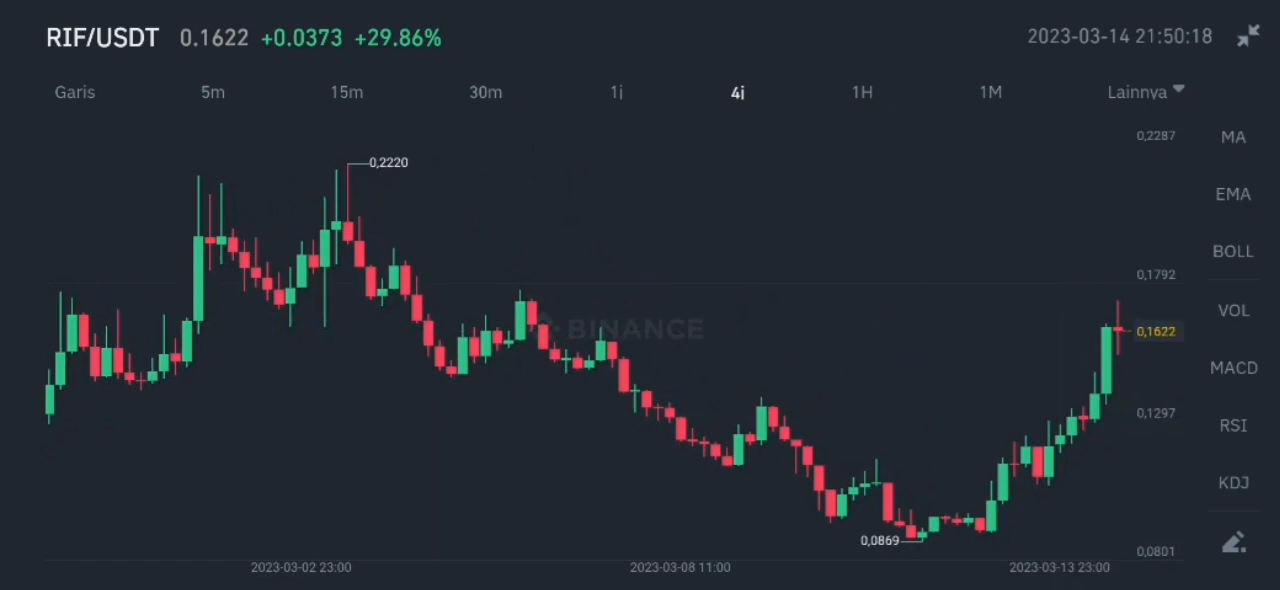 RIF/USDT 0.1622 +0.0373 +29.86% 2023-03-14 21:50:18
Garis 5m 15m 30m 1j 4j 1H 1M Lainnya
0,2287
MA
0,2220
EMA
BOLL
0,1792
VOL
BINANCE
0,1622
MACD
0,1297
RSI
KDJ
0,0869
0,0801
2023-03-02 23:00 2023-03-08 11:00 2023-03-13 23:00